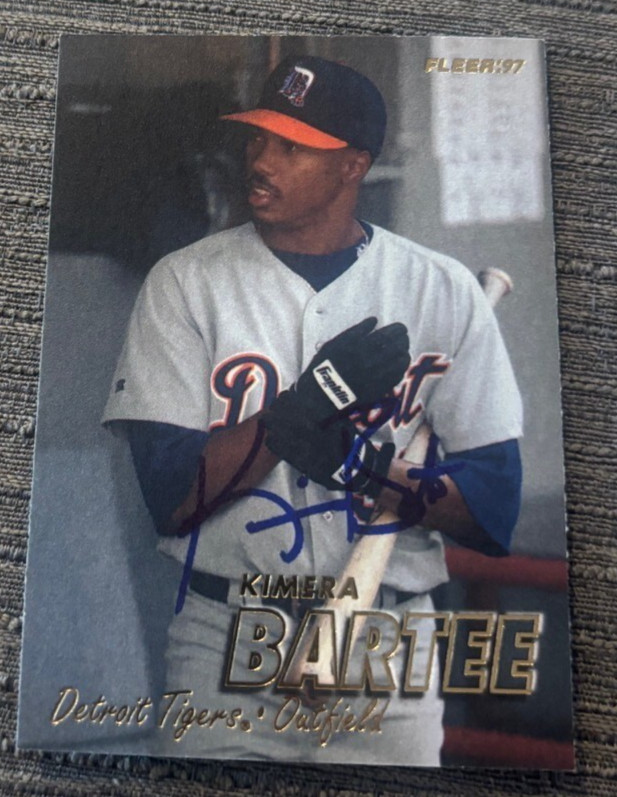 FLEER'97
Detroit
Franklin
KIMERA
BARTEE
Detroit Tigers • Outfield